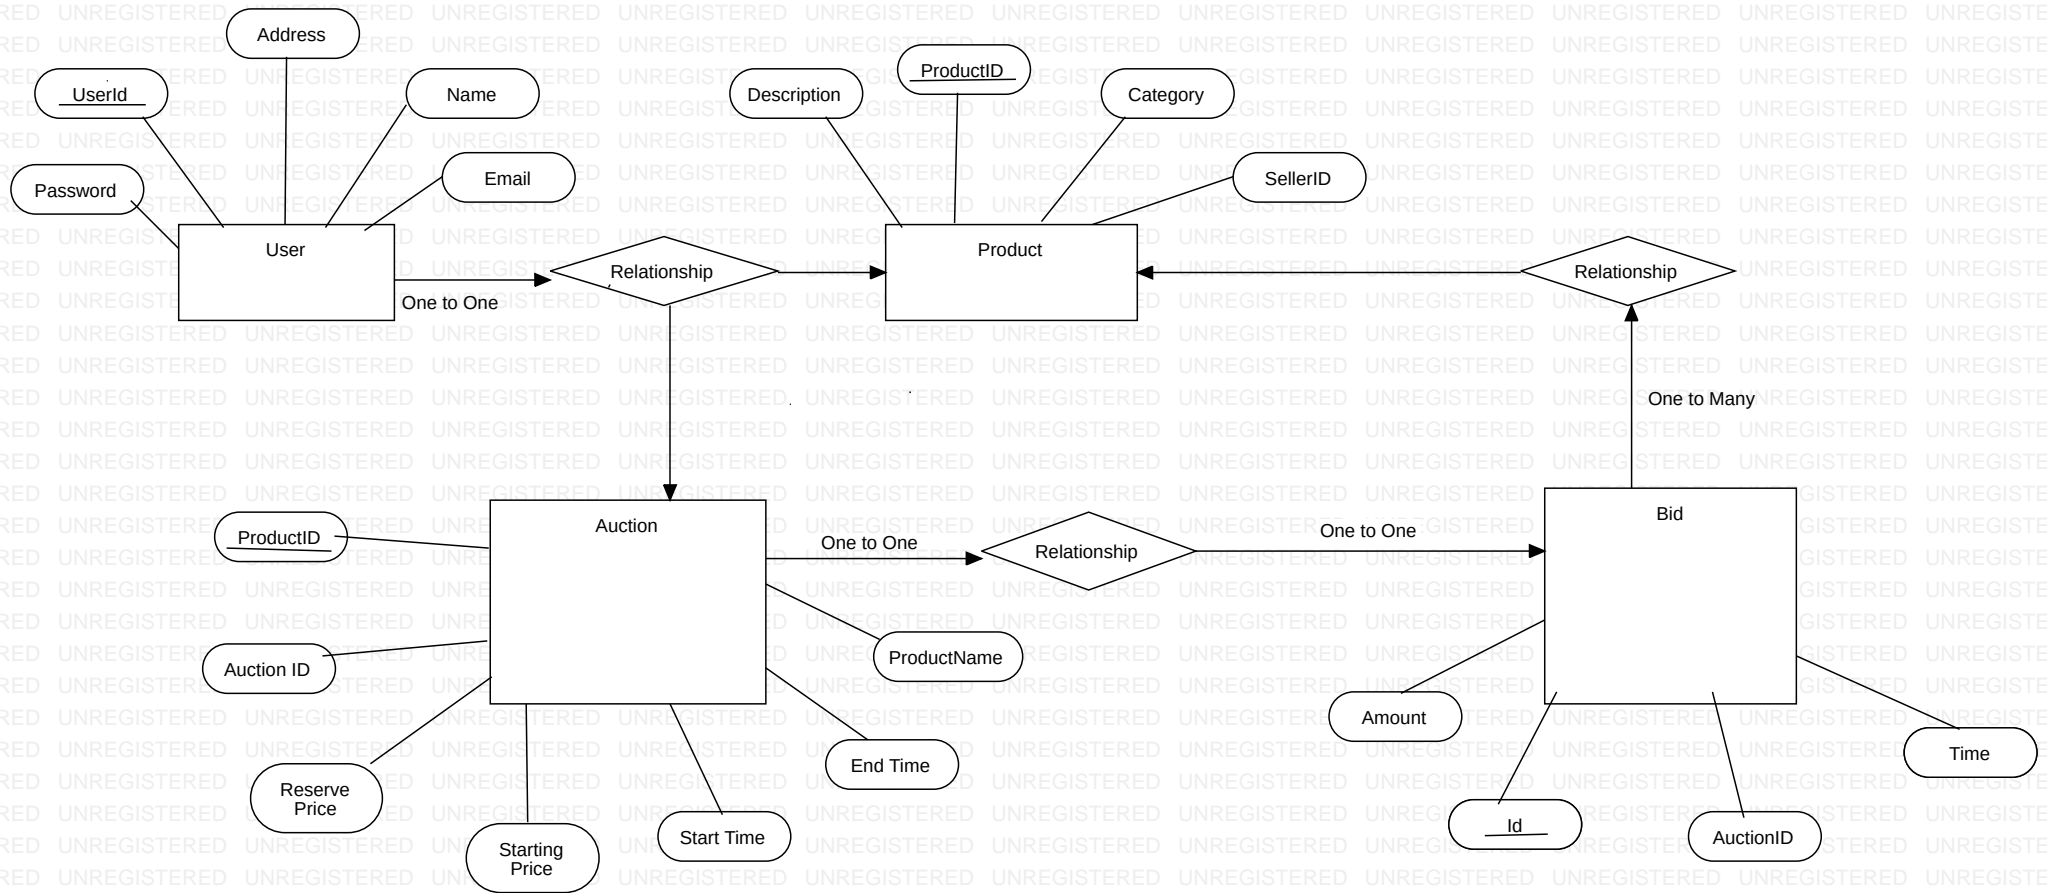 Address
UserId
Name
Password
Email
User
One to One
Relationship
Description
ProductID
Category
SellerID
Product
Relationship
One to Many
ProductID
Auction
Auction ID
Reserve
Price
Starting
Price
Start Time
End Time
ProductName
One to One
Relationship
One to One
Bid
Amount
Id
AuctionID
Time
UNREGISTERED